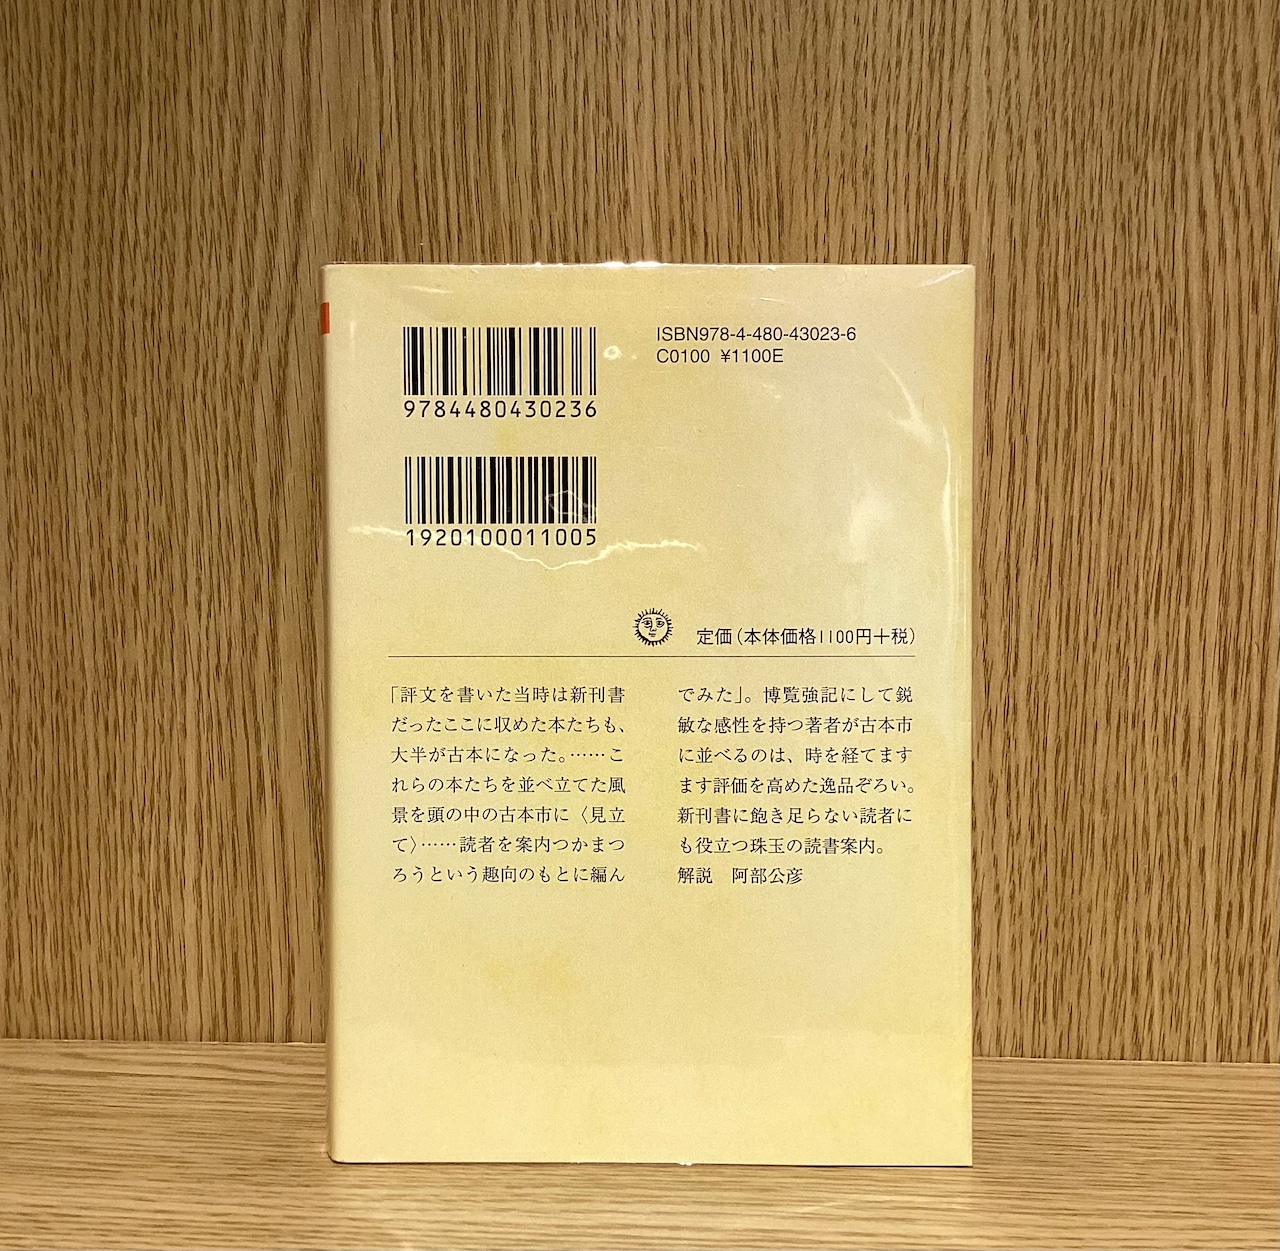 ISBN978-4-480-43023-6
C0100 ¥1100E
9784480430236
1920100011005
定価(本体価格1100円+税)
「評文を書いた当時は新刊書
だったここに収めた本たちも、
大半が古本になった。……こ
れらの本たちを並べ立てた風
景を頭の中の古本市に〈見立
て〉……読者を案内つかまつ
ろうという趣向のもとに編ん
でみた」。博覧強記にして鋭
敏な感性を持つ著者が古本市
に並べるのは、時を経てます
ます評価を高めた逸品ぞろい。
新刊書に飽き足らない読者に
も役立つ珠玉の読書案内。
解説　阿部公彦